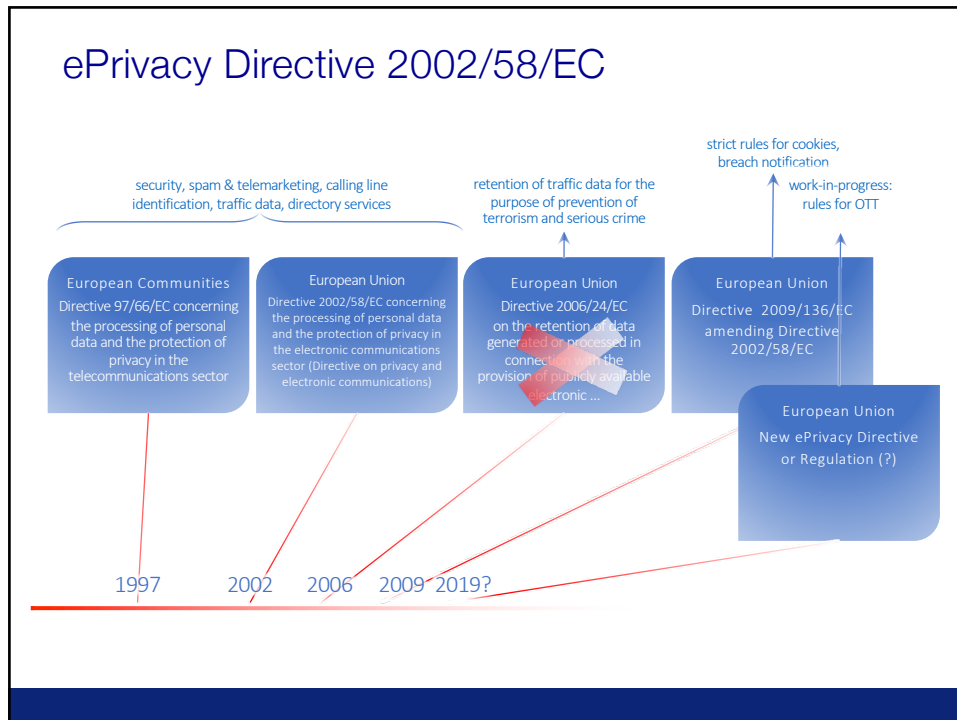 ePrivacy Directive 2002/58/EC
security, spam & telemarketing, calling line
identification, traffic data, directory services
retention of traffic data for the
purpose of prevention of
terrorism and serious crime
strict rules for cookies,
breach notification
work-in-progress:
rules for OTT
European Communities
Directive 97/66/EC concerning
the processing of personal
data and the protection of
privacy in the
telecommunications sector
European Union
Directive 2002/58/EC concerning
the processing of personal data
and the protection of privacy in
the electronic communications
sector (Directive on privacy and
electronic communications)
European Union
Directive 2006/24/EC
on the retention of data
generated or processed in
connection with the
provision of publicly available
electronic ...
European Union
Directive 2009/136/EC
amending Directive
2002/58/EC
European Union
New ePrivacy Directive
or Regulation (?)
1997
2002
2006
2009
2019?